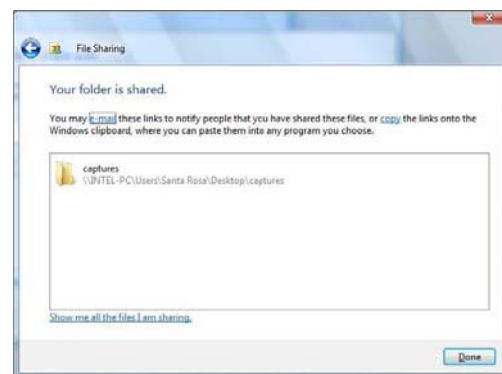 File Sharing
Your folder is shared.
You may e-mail these links to notify people that you have shared these files, or copy the links onto the
Windows clipboard, where you can paste them into any program you choose.
captures
\\INTEL-PC\Users\Santa Rosa\Desktop\captures
Show me all the files I am sharing.
Done